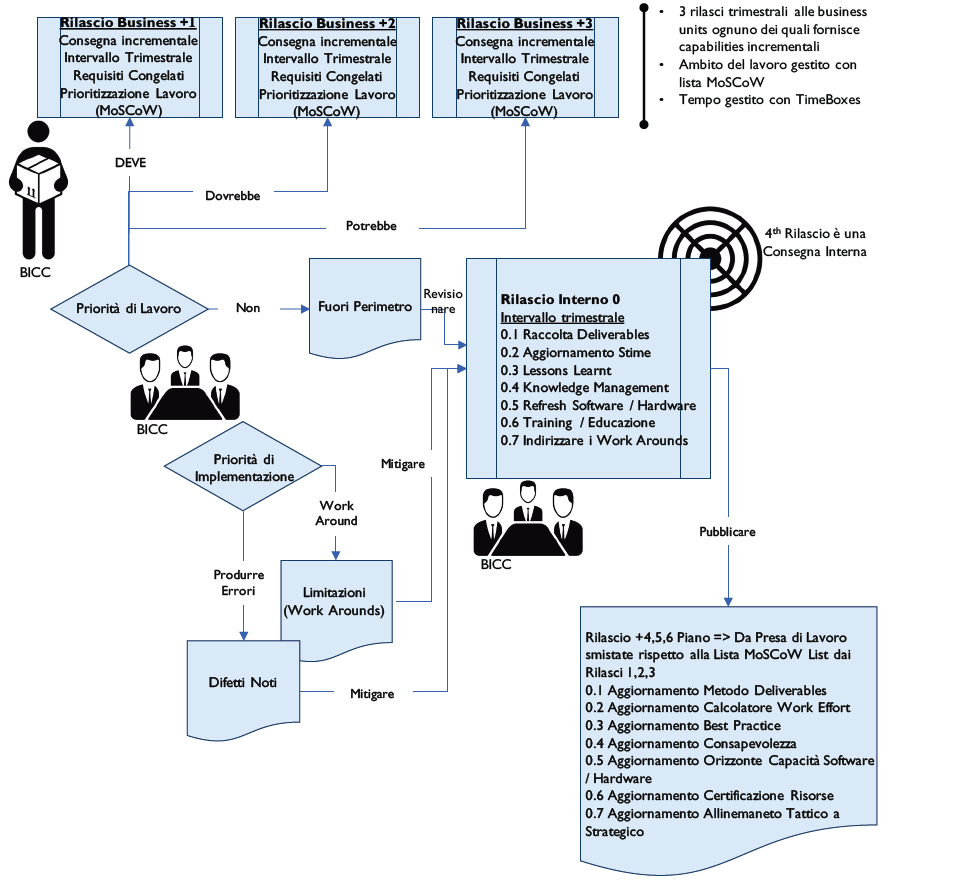 Rilascio Business +1
Consegna incrementale
Intervallo Trimestrale
Requisiti Congelati
Prioritizzazione Lavoro
(MoSCoW)
Rilascio Business +2
Consegna incrementale
Intervallo Trimestrale
Requisiti Congelati
Prioritizzazione Lavoro
(MoSCoW)
Rilascio Business +3
Consegna incrementale
Intervallo Trimestrale
Requisiti Congelati
Prioritizzazione Lavoro
(MoSCoW)
• 3 rilasci trimestrali alle business
units ognuno dei quali fornisce
capabilities incrementali
• Ambito del lavoro gestito con
lista MoSCoW
• Tempo gestito con TimeBoxes
DEVE
Dovrebbe
Potrebbe
BICC
4th Rilascio è una
Consegna Interna
Priorità di Lavoro
Non
Fuori Perimetro
Revisio
nare
Rilascio Interno 0
Intervallo trimestrale
0.1 Raccolta Deliverables
0.2 Aggiornamento Stime
0.3 Lessons Learnt
0.4 Knowledge Management
0.5 Refresh Software / Hardware
0.6 Training / Educazione
0.7 Indirizzare i Work Arounds
BICC
Priorità di
Implementazione
Mitigare
Work
Around
BICC
Pubblicare
Produrre
Errori
Limitazioni
(Work Arounds)
Difetti Noti
Mitigare
Rilascio +4,5,6 Piano => Da Presa di Lavoro
smistate rispetto alla Lista MoSCoW List dai
Rilasci 1,2,3
0.1 Aggiornamento Metodo Deliverables
0.2 Aggiornamento Calcolatore Work Effort
0.3 Aggiornamento Best Practice
0.4 Aggiornamento Consapevolezza
0.5 Aggiornamento Orizzonte Capacità Software
/ Hardware
0.6 Aggiornamento Certificazione Risorse
0.7 Aggiornamento Allinemaneto Tattico a
Strategico